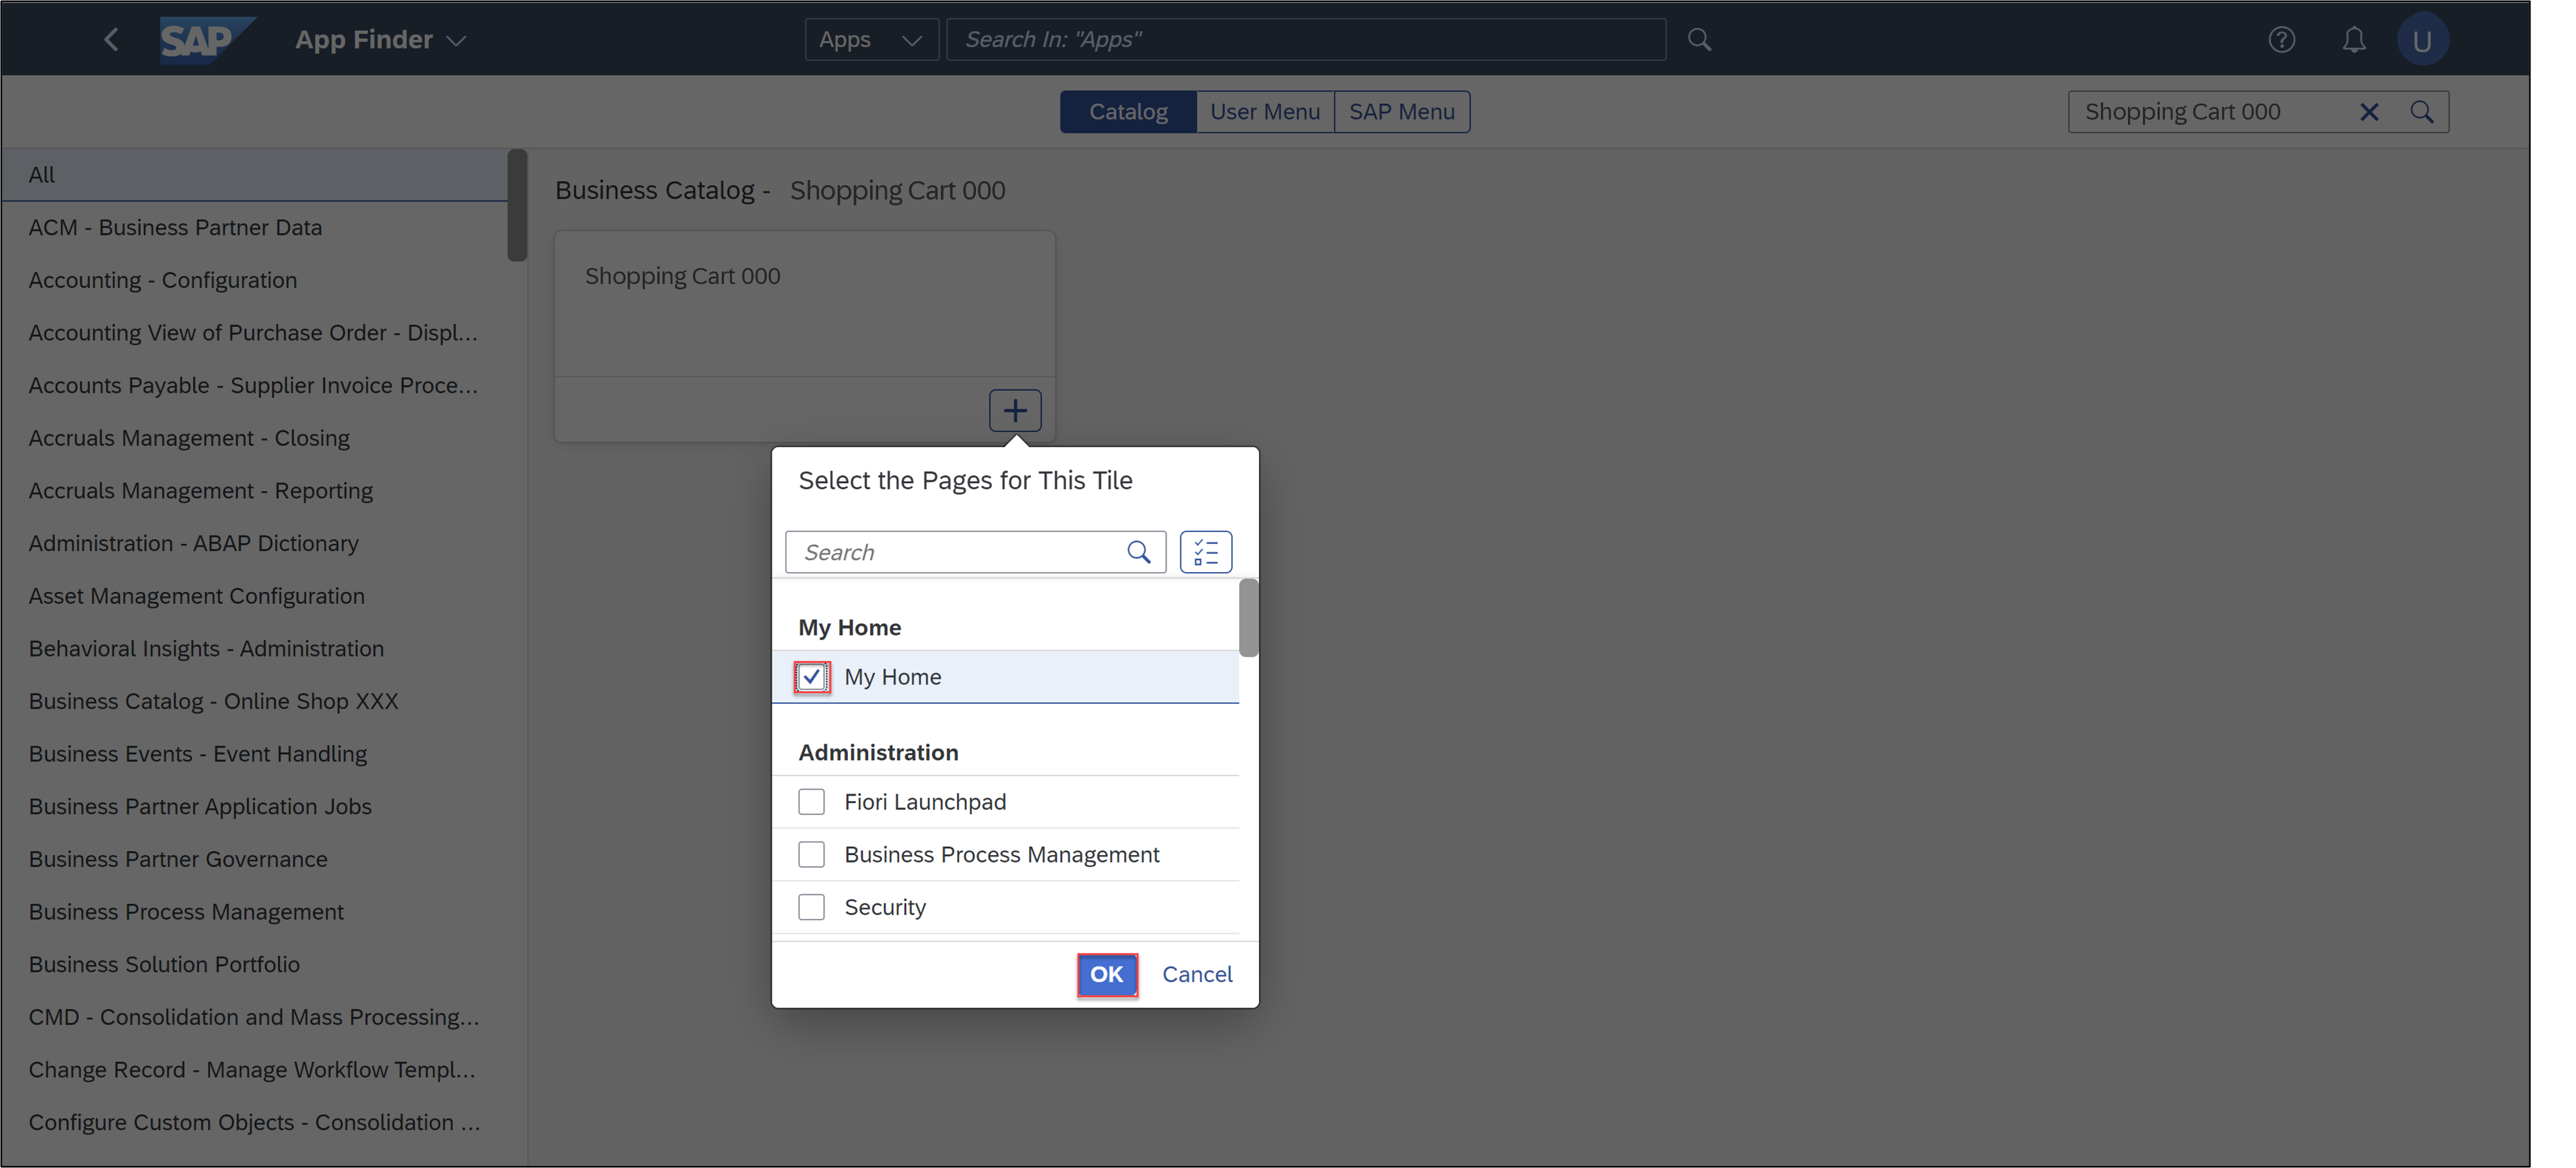 SAP App Finder
Apps
Search In: "Apps"
U
Catalog
User Menu
SAP Menu
Shopping Cart 000
All
ACM - Business Partner Data
Accounting - Configuration
Accounting View of Purchase Order - Displ...
Accounts Payable - Supplier Invoice Proce...
Accruals Management - Closing
Accruals Management - Reporting
Administration - ABAP Dictionary
Asset Management Configuration
Behavioral Insights - Administration
Business Catalog - Online Shop XXX
Business Events - Event Handling
Business Partner Application Jobs
Business Partner Governance
Business Process Management
Business Solution Portfolio
CMD - Consolidation and Mass Processing...
Change Record - Manage Workflow Templ...
Configure Custom Objects - Consolidation ...
Business Catalog - Shopping Cart 000
Shopping Cart 000
Select the Pages for This Tile
Search
My Home
My Home
Administration
Fiori Launchpad
Business Process Management
Security
OK
Cancel